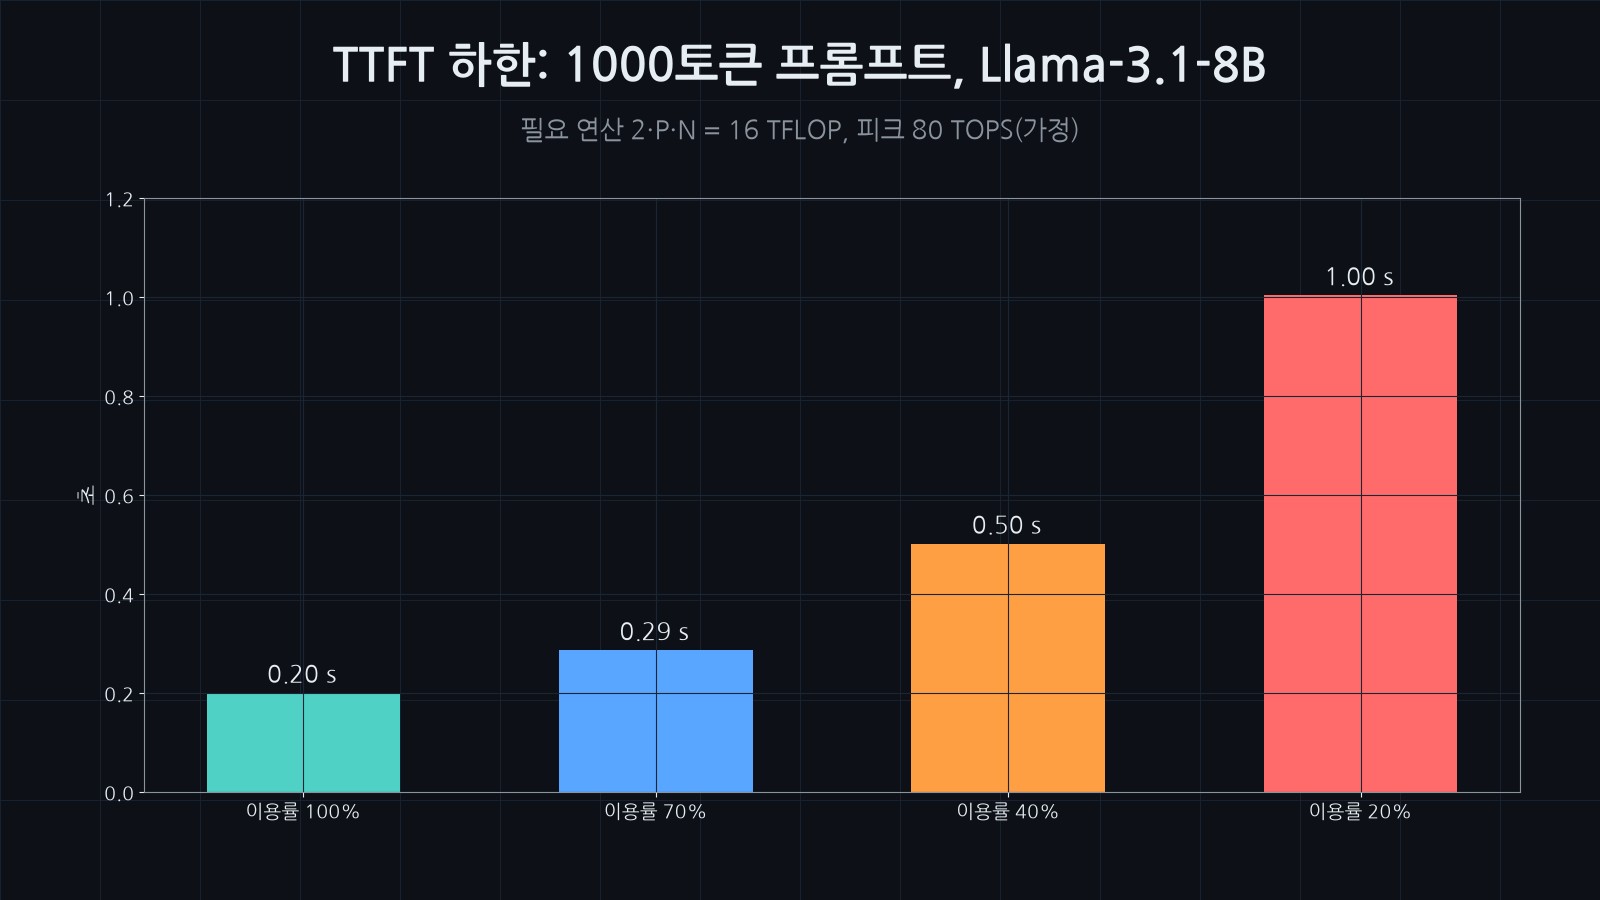 TTFT 하한: 1000토큰 프롬프트, Llama-3.1-8B
필요 연산 2·P·N = 16 TFLOP, 피크 80 TOPS(가정)
1.2
1.0
0.8
0.6
0.4
0.2
0.0
초
0.20 s
0.29 s
0.50 s
1.00 s
이용률 100%
이용률 70%
이용률 40%
이용률 20%